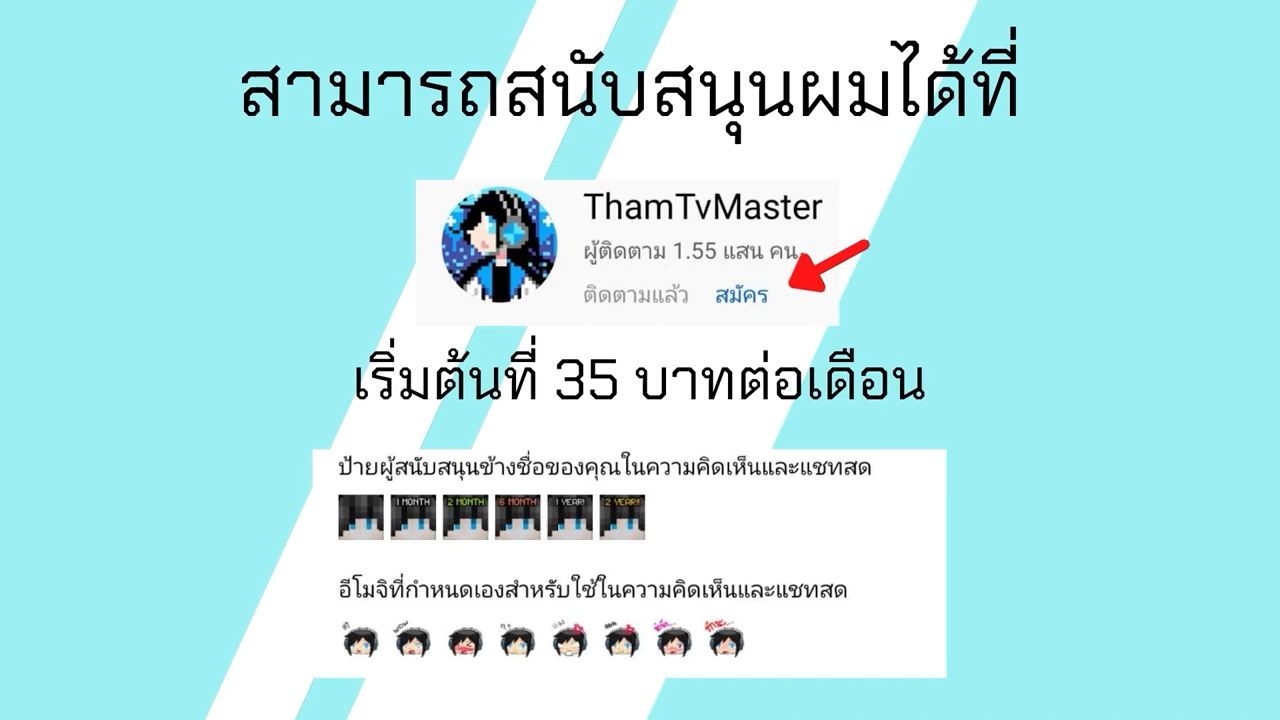 สามารถสนับสนุนผมได้ที่
ThamTvMaster
ผู้ติดตาม 1.55 แสน คน
ติดตามแล้ว สมัคร
เริ่มต้นที่ 35 บาทต่อเดือน
ป้ายผู้สนับสนุนข้างชื่อของคุณในความคิดเห็นและแชทสด
1 MONTH 2 MONTH 6 MONTH 1 YEAR! 2 YEAR!!
อีโมจิที่กำหนดเองสำหรับใช้ในความคิดเห็นและแชทสด